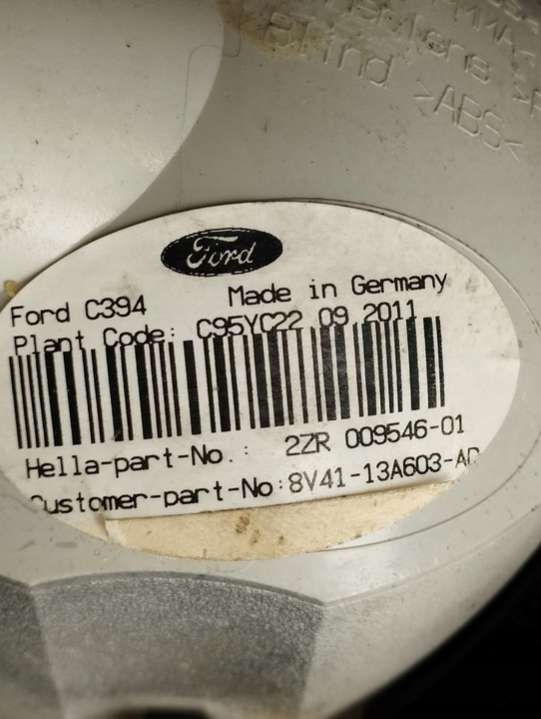 Blind >ABS<
Ford
Ford C394 Made in Germany
Plant Code: C95YC22 09 2011
Hella-part-No.: 2ZR 009546-01
Customer-part-No:8V41-13A603-AD